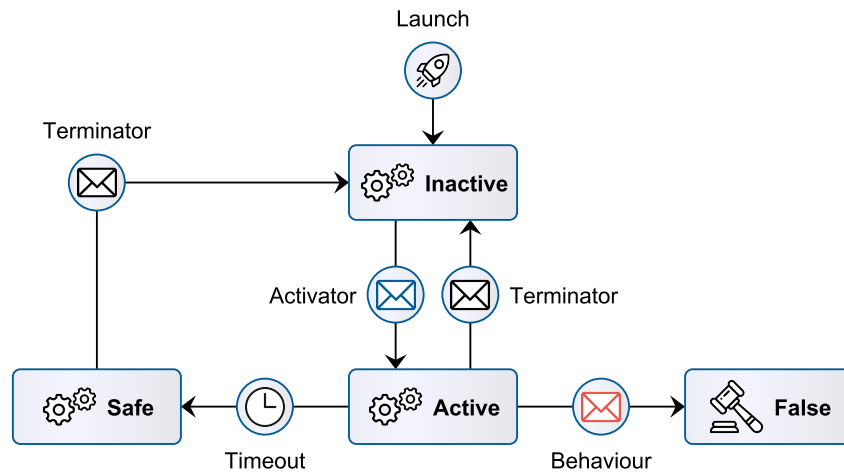 Launch
Terminator
Inactive
Activator
Terminator
Safe
Active
False
Timeout
Behaviour